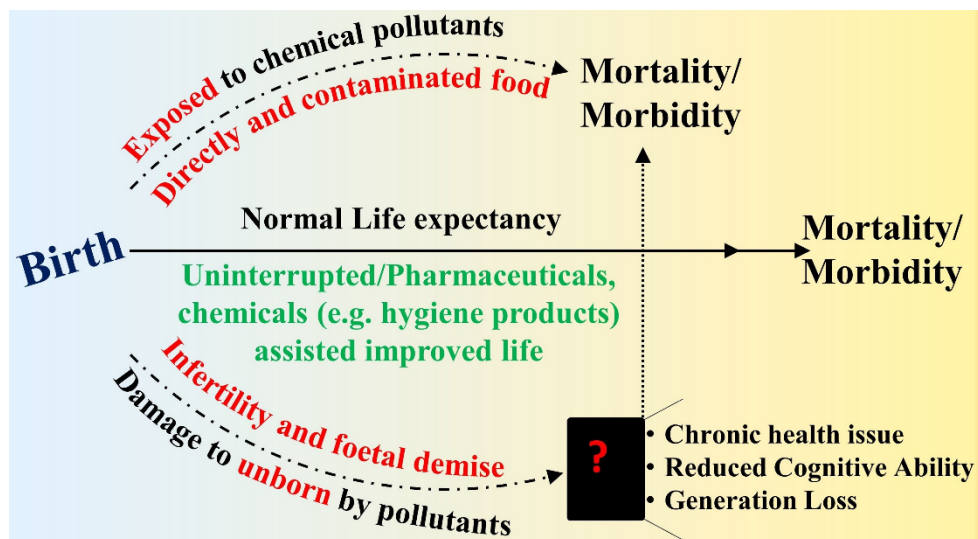 Exposed to chemical pollutants
Directly and contaminated food
Mortality/
Morbidity
Normal Life expectancy
Birth
Mortality/
Morbidity
Uninterrupted/Pharmaceuticals,
chemicals (e.g. hygiene products)
assisted improved life
Infertility and foetal demise
Damage to unborn by pollutants
?
• Chronic health issue
• Reduced Cognitive Ability
• Generation Loss